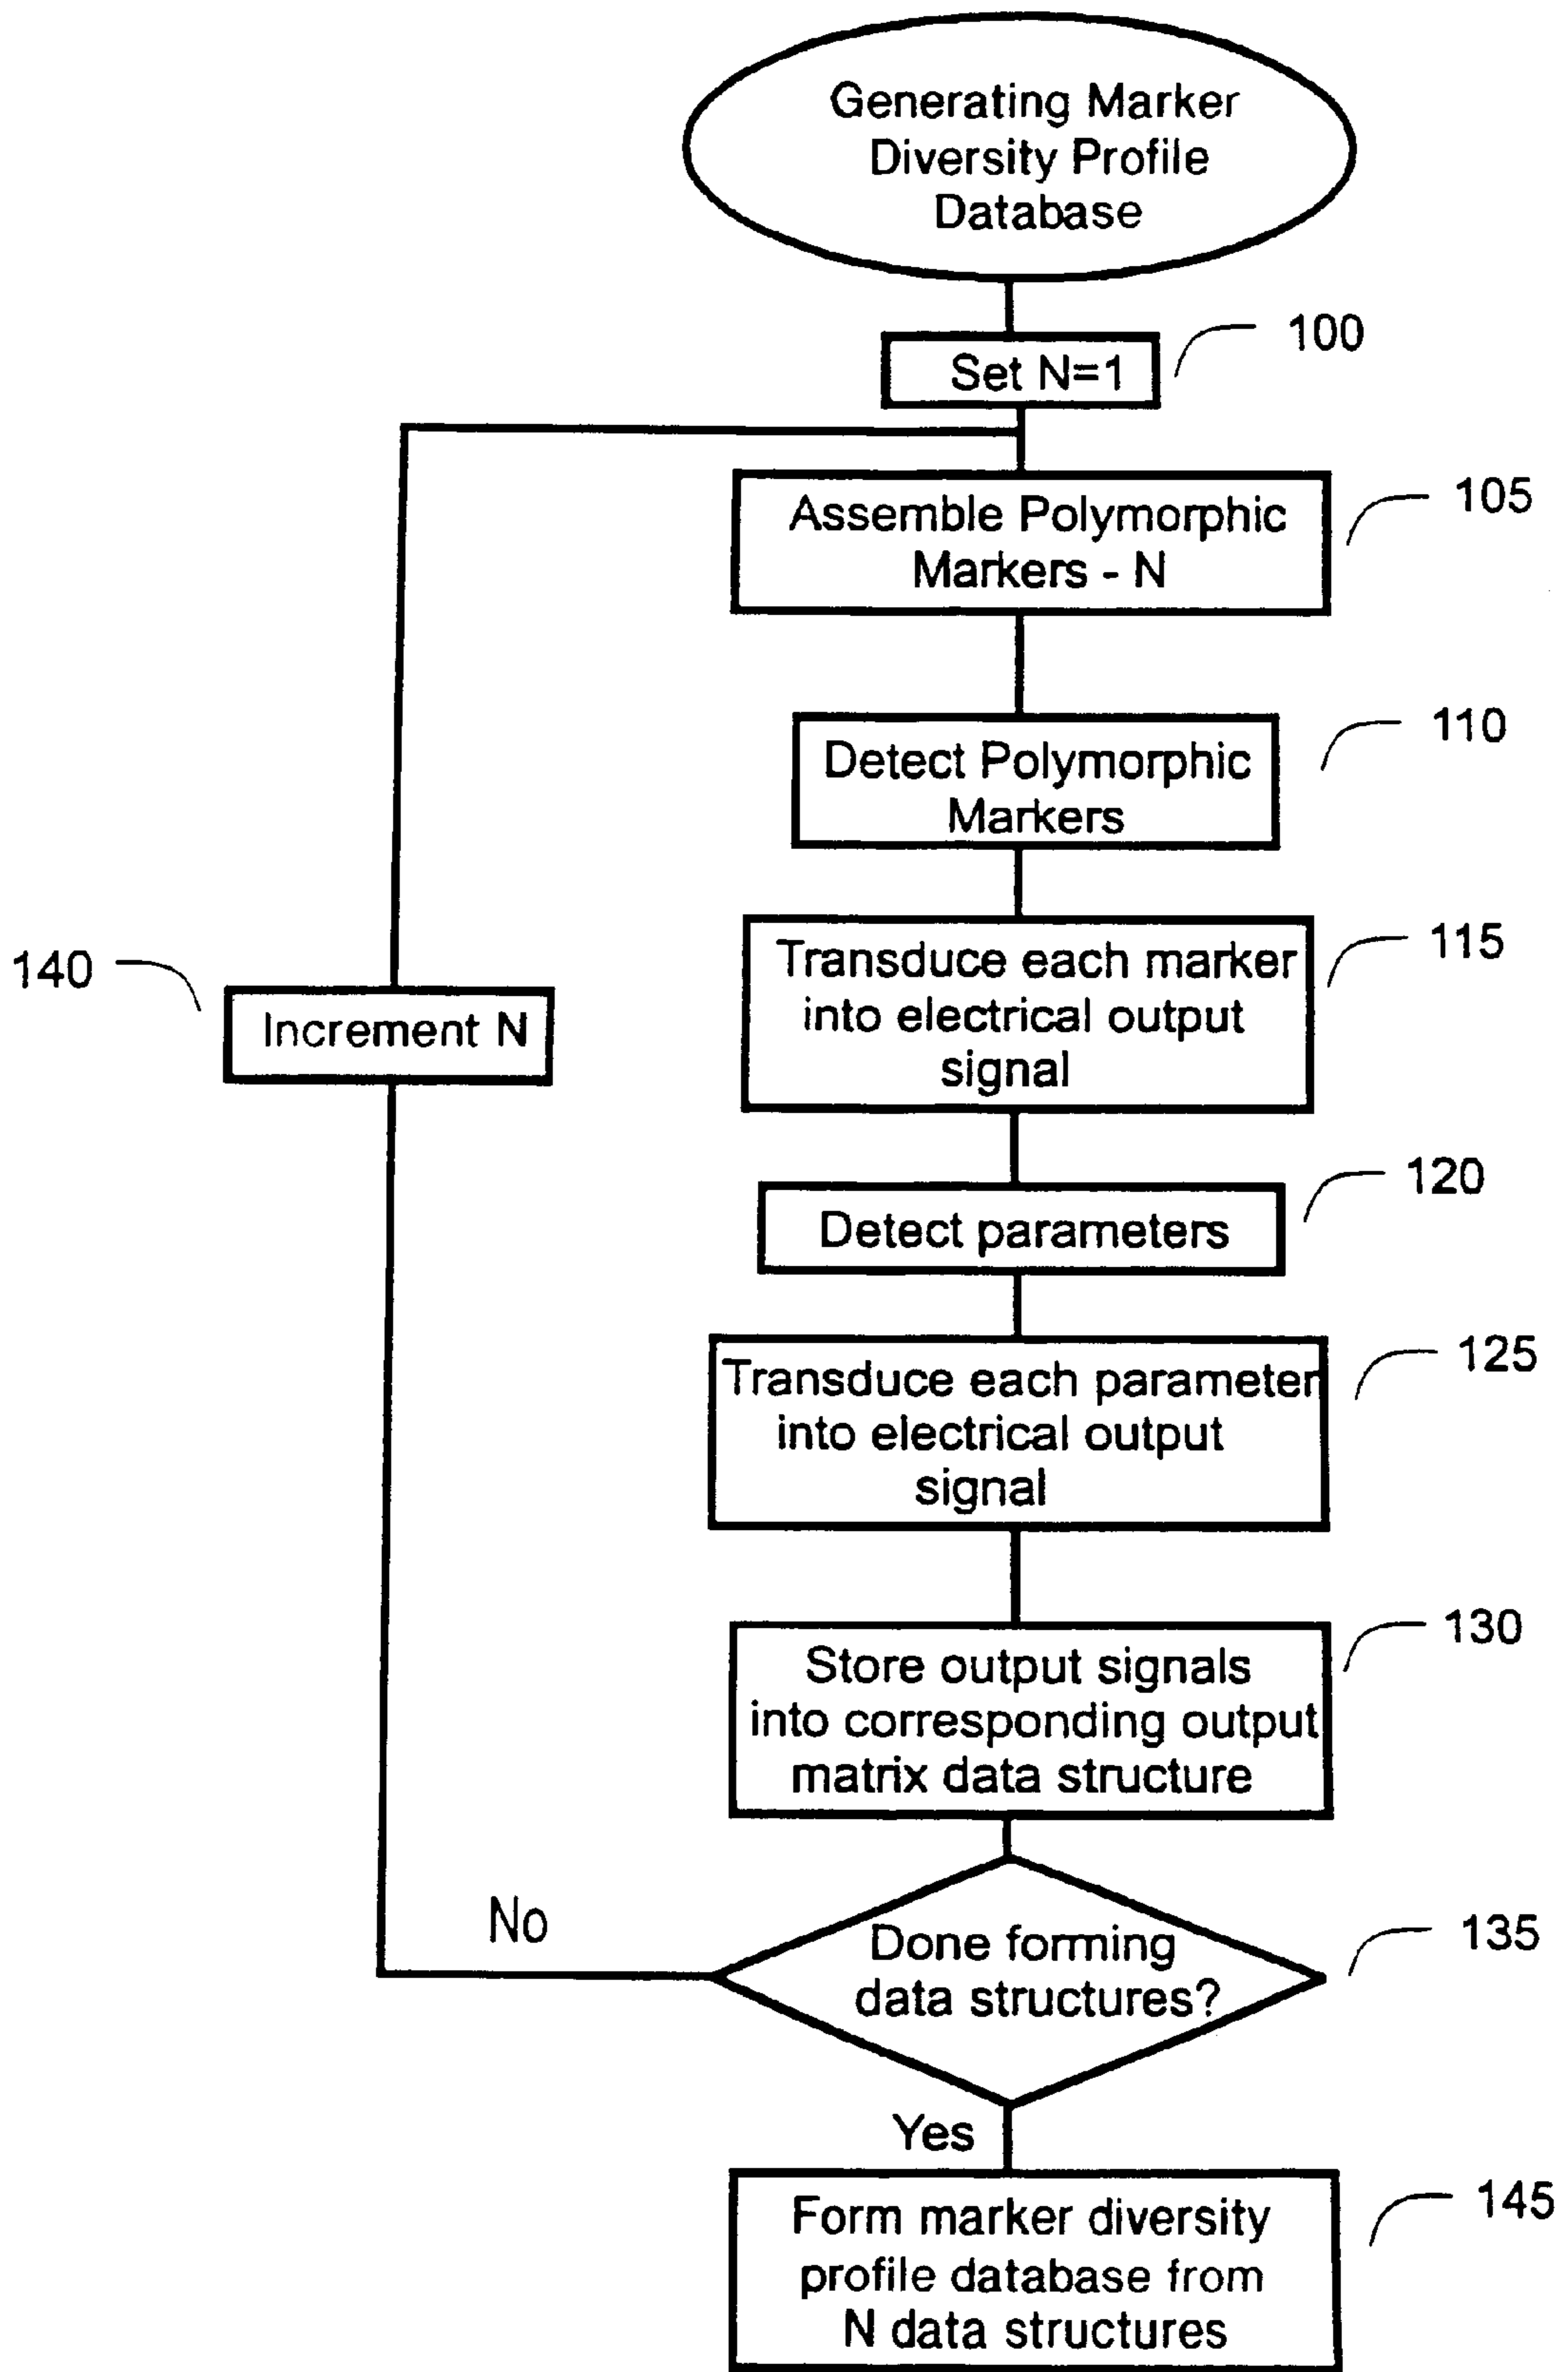 Generating Marker
Diversity Profile
Database
100
Set N=1
105
Assemble Polymorphic
Markers - N
110
Detect Polymorphic
Markers
115
Transduce each marker
into electrical output
signal
140
Increment N
120
Detect parameters
125
Transduce each parameter
into electrical output
signal
130
Store output signals
into corresponding output
matrix data structure
No
135
Done forming
data structures?
Yes
145
Form marker diversity
profile database from
N data structures